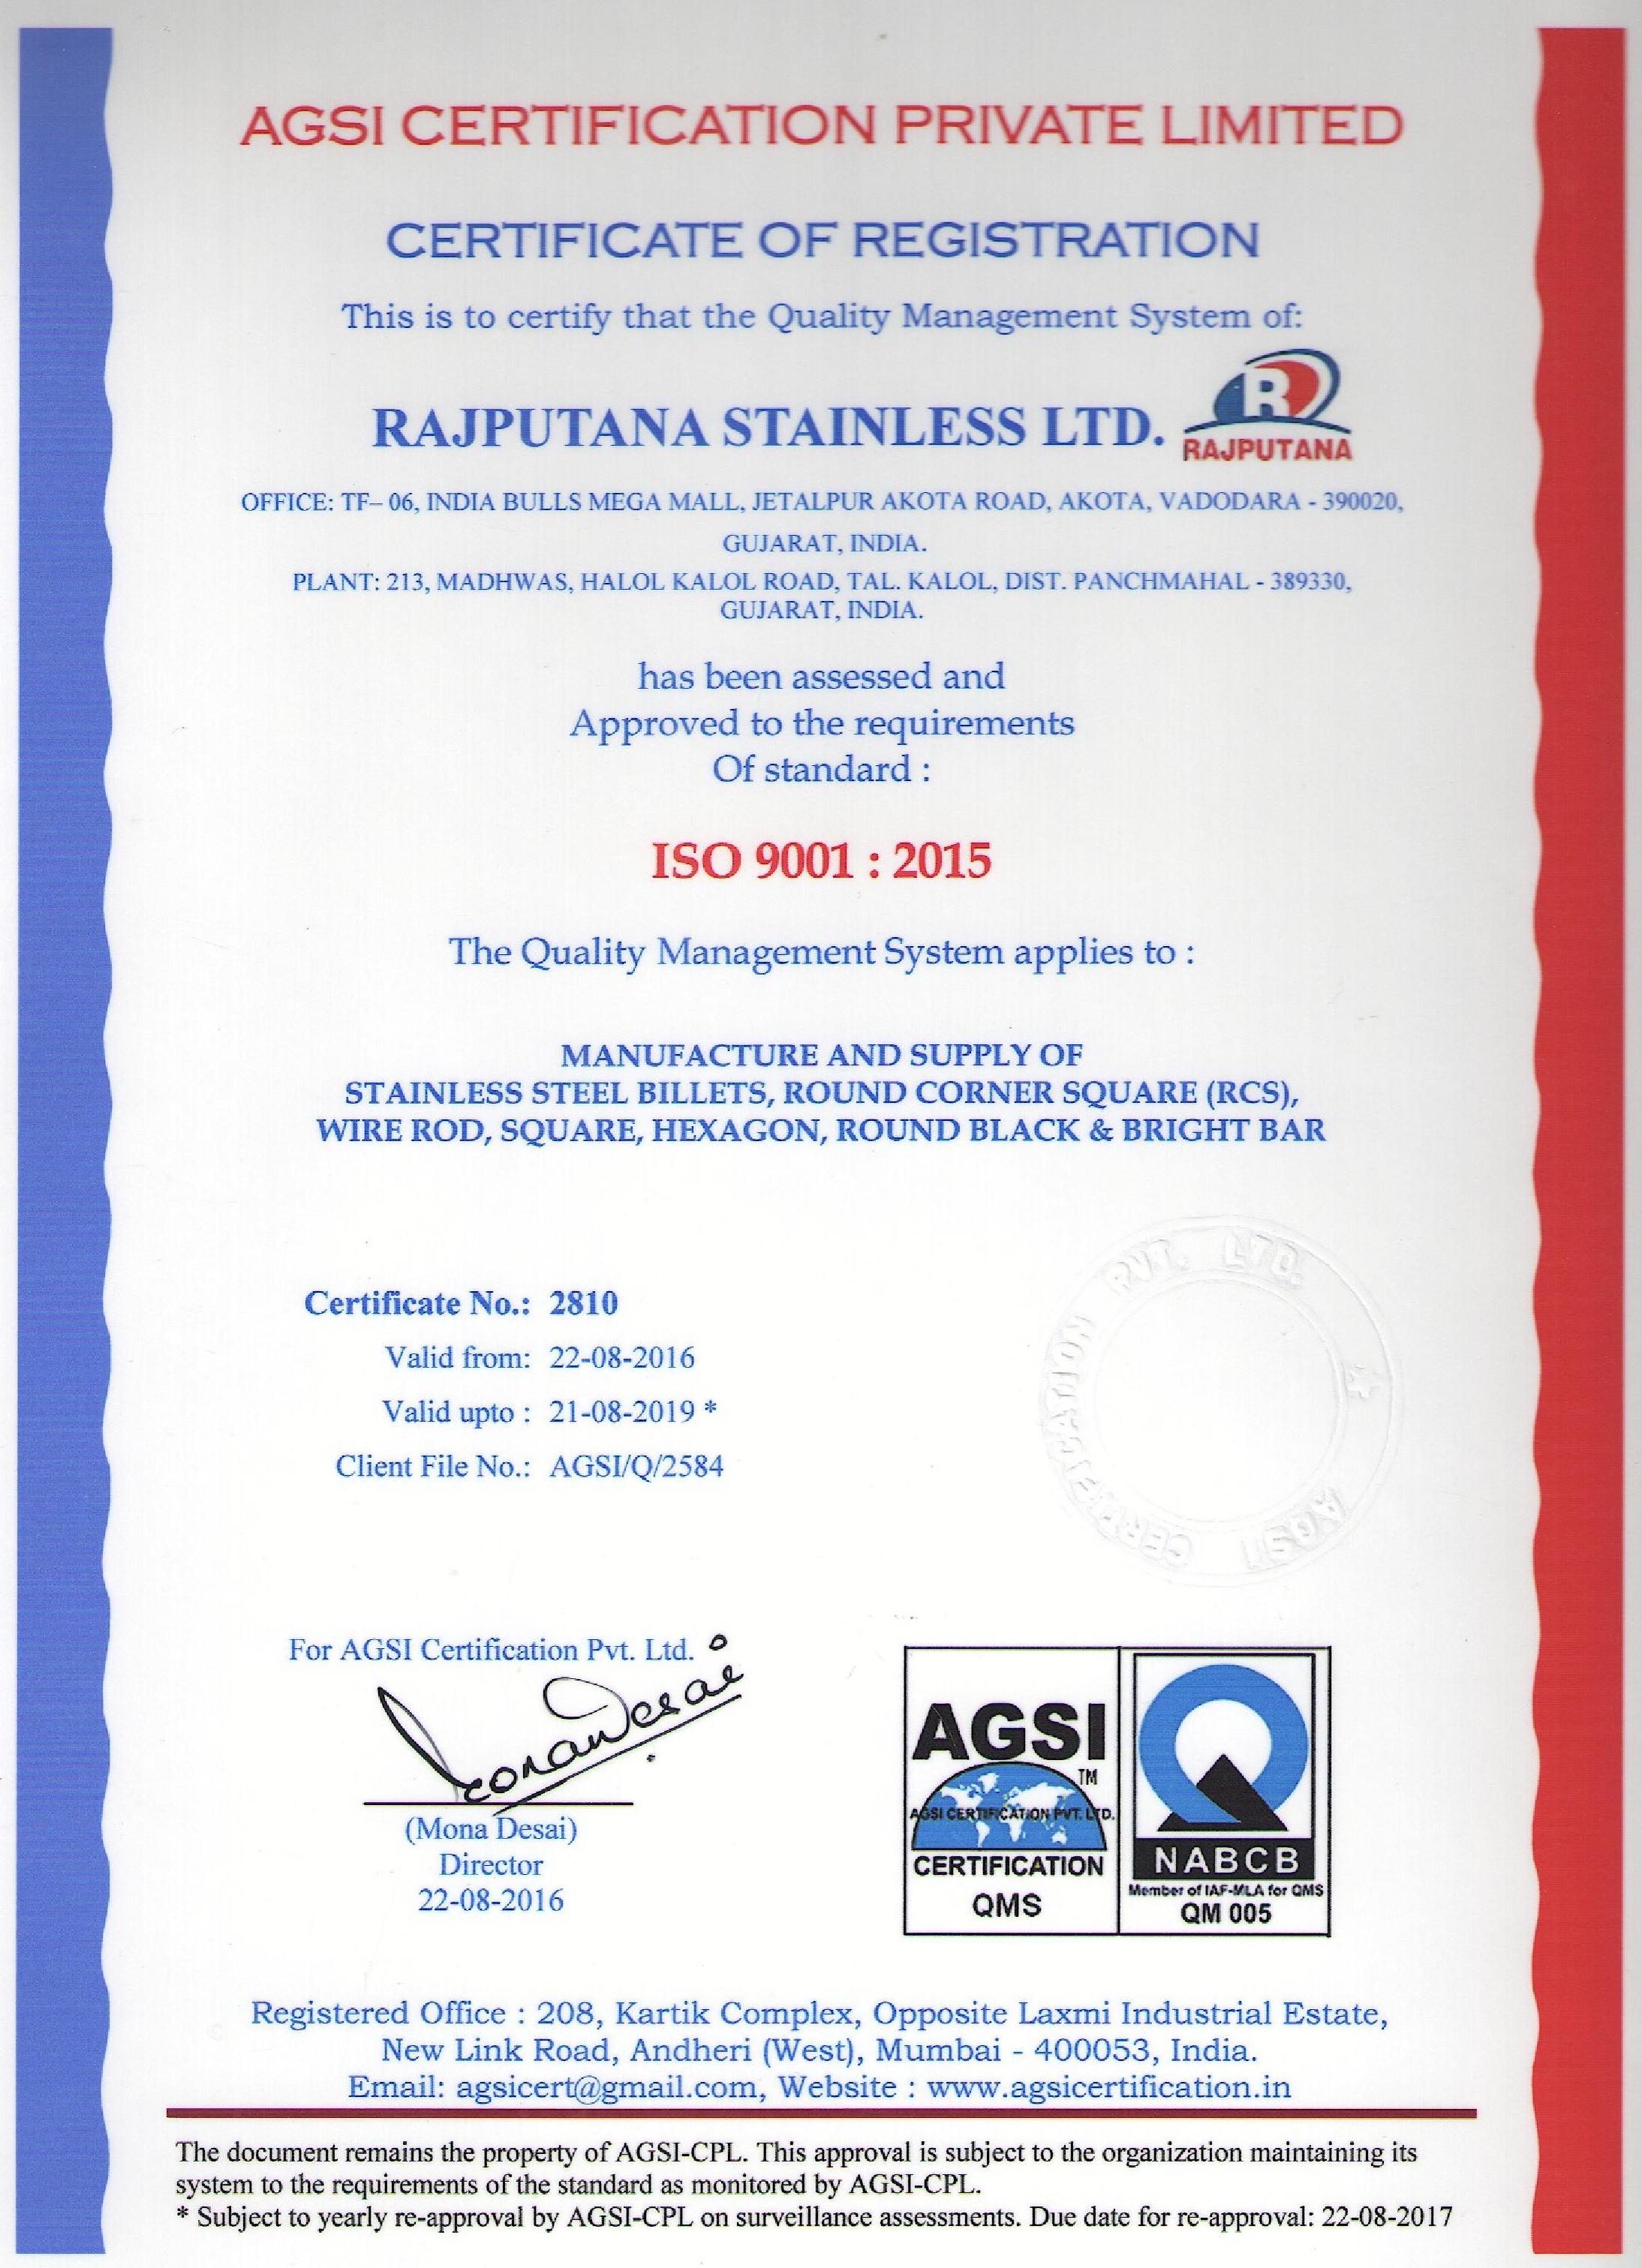 AGSI CERTIFICATION PRIVATE LIMITED
CERTIFICATE OF REGISTRATION
This is to certify that the Quality Management System of:
RAJPUTANA STAINLESS LTD.
R
RAJPUTANA
OFFICE: TF– 06, INDIA BULLS MEGA MALL, JETALPUR AKOTA ROAD, AKOTA, VADODARA - 390020,
GUJARAT, INDIA.
PLANT: 213, MADHWAS, HALOL KALOL ROAD, TAL. KALOL, DIST. PANCHMAHAL - 389330,
GUJARAT, INDIA.
has been assessed and
Approved to the requirements
Of standard :
ISO 9001 : 2015
The Quality Management System applies to :
MANUFACTURE AND SUPPLY OF
STAINLESS STEEL BILLETS, ROUND CORNER SQUARE (RCS),
WIRE ROD, SQUARE, HEXAGON, ROUND BLACK & BRIGHT BAR
Certificate No.: 2810
Valid from: 22-08-2016
Valid upto : 21-08-2019 *
Client File No.: AGSI/Q/2584
AGSI CERTIFICATION PVT. LTD.
For AGSI Certification Pvt. Ltd.
Mona Desai
(Mona Desai)
Director
22-08-2016
AGSI
TM
AGSI CERTIFICATION PVT. LTD.
CERTIFICATION
QMS
NABCB
Member of IAF-MLA for QMS
QM 005
Registered Office : 208, Kartik Complex, Opposite Laxmi Industrial Estate,
New Link Road, Andheri (West), Mumbai - 400053, India.
Email: agsicert@gmail.com, Website : www.agsicertification.in
The document remains the property of AGSI-CPL. This approval is subject to the organization maintaining its
system to the requirements of the standard as monitored by AGSI-CPL.
* Subject to yearly re-approval by AGSI-CPL on surveillance assessments. Due date for re-approval: 22-08-2017